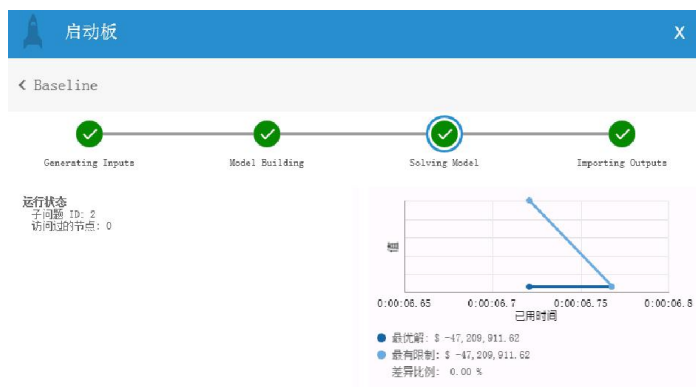 启动板
X
Baseline
Generating Inputs
Model Building
Solving Model
Importing Outputs
运行状态
子问题 ID: 2
访问过的节点: 0
值
0:00:06.65
0:00:06.7
0:00:06.75
0:00:06.8
已用时间
最优解: $ -47,209,911.62
最有限制: $ -47,209,911.62
差异比例: 0.00 %